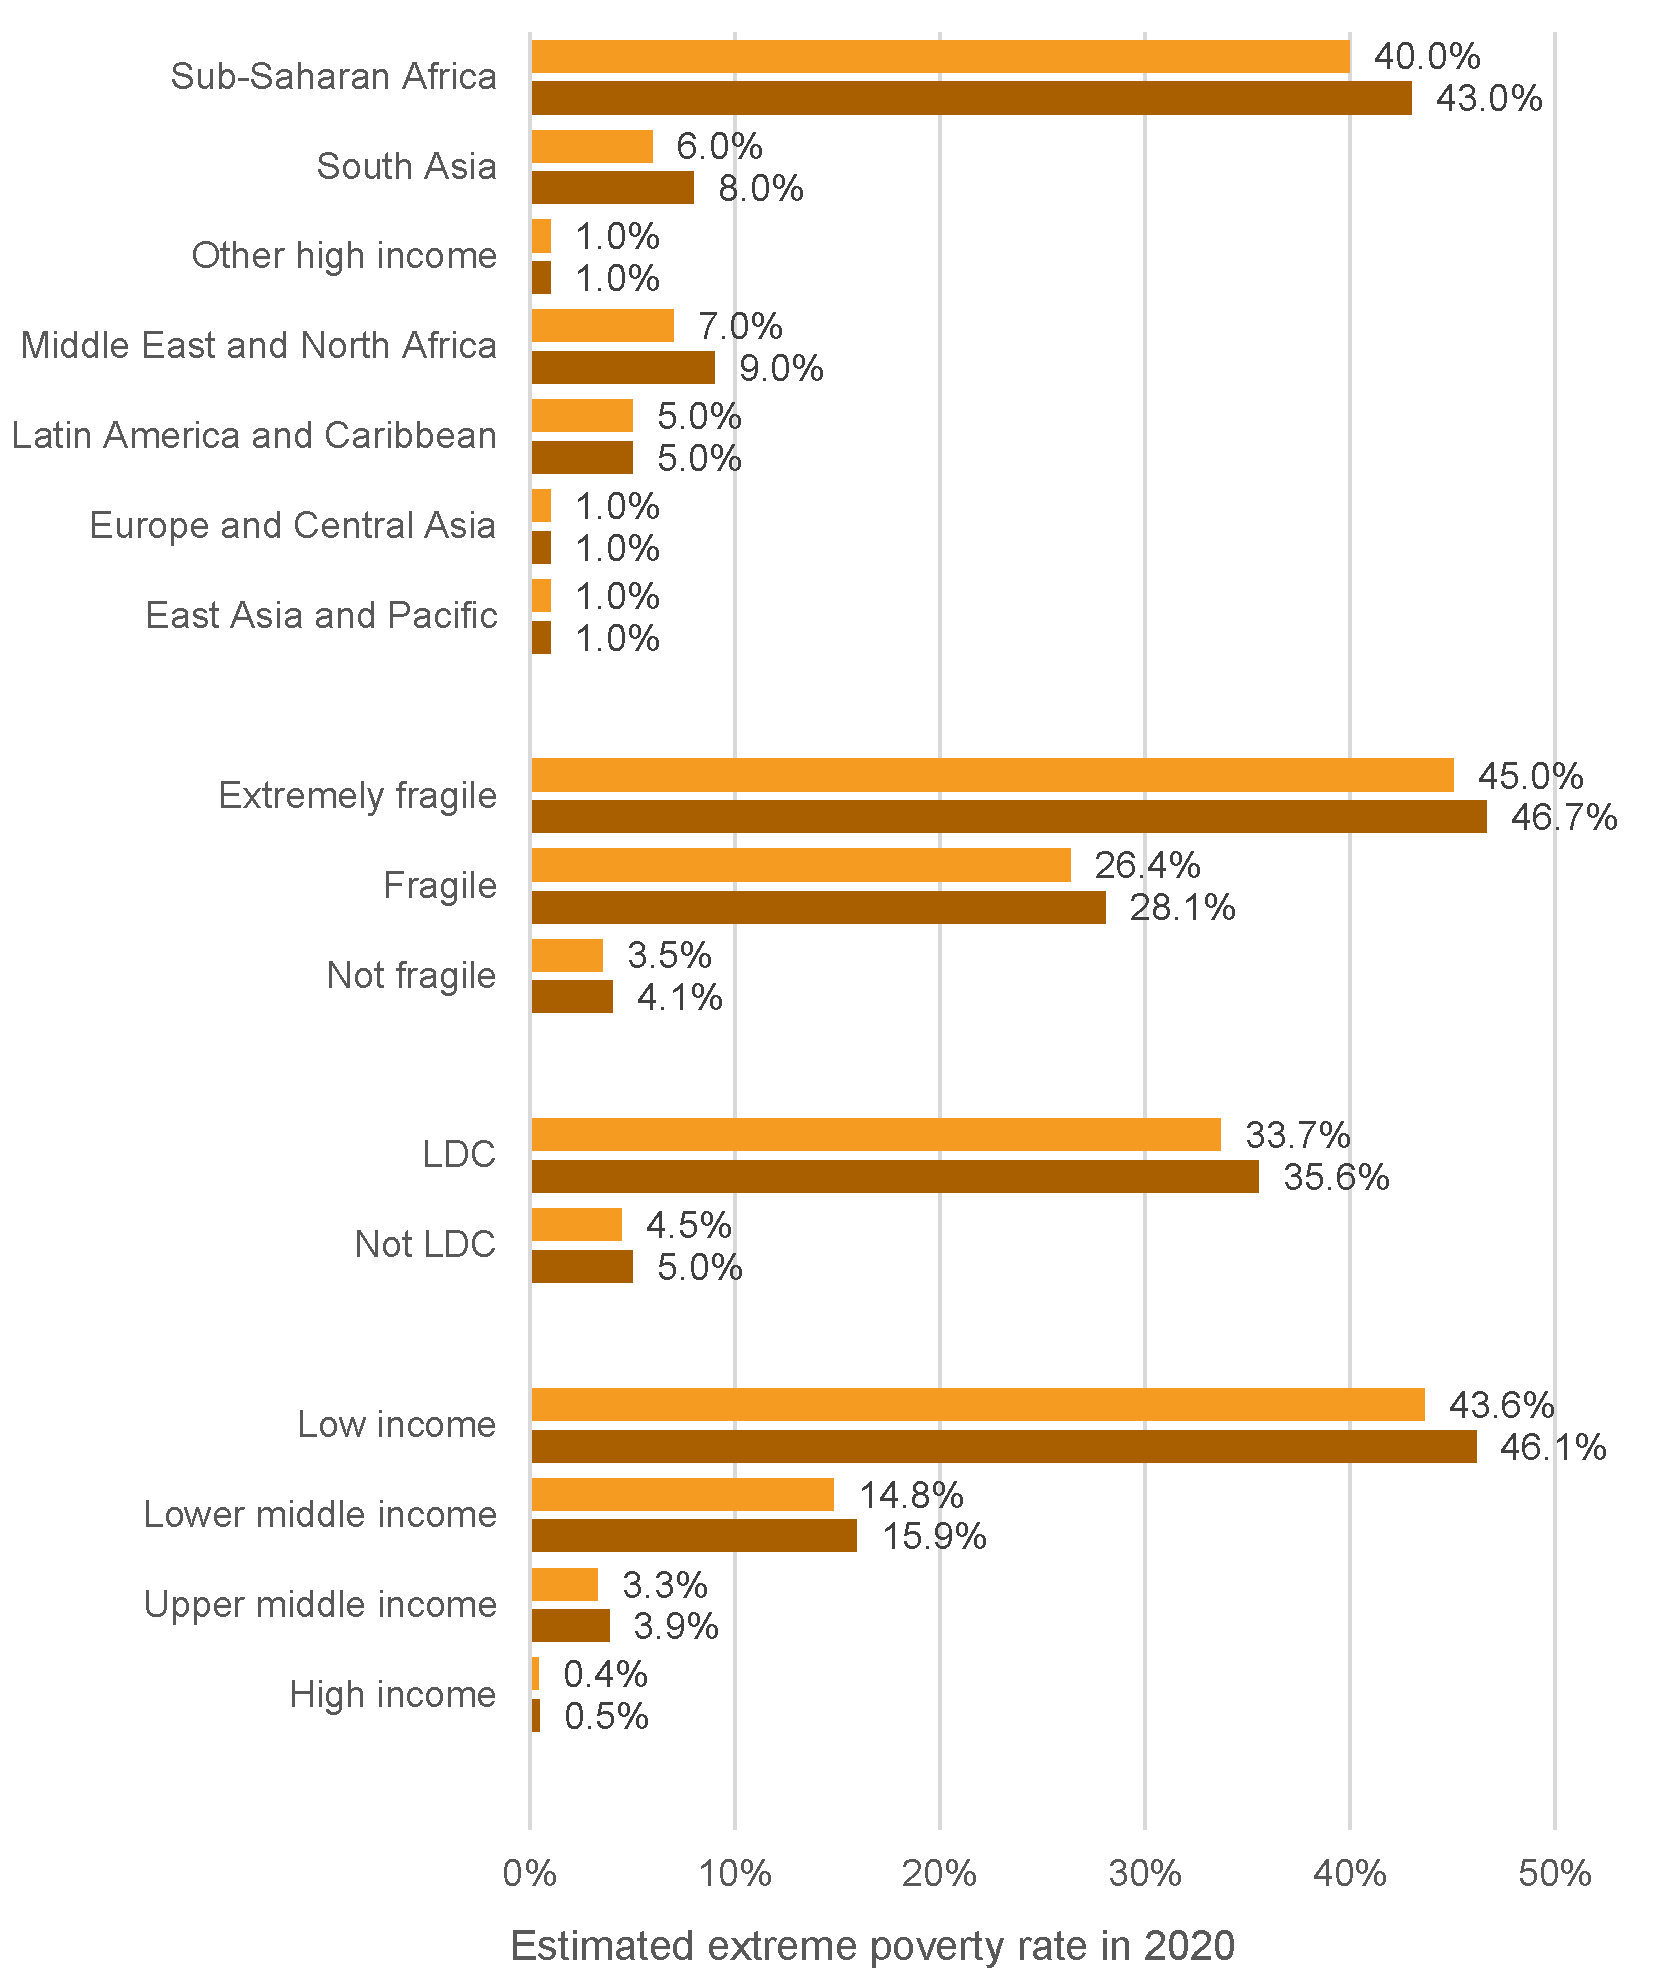 Sub-Saharan Africa
40.0%
43.0%
South Asia
6.0%
8.0%
Other high income
1.0%
1.0%
Middle East and North Africa
7.0%
9.0%
Latin America and Caribbean
5.0%
5.0%
Europe and Central Asia
1.0%
1.0%
East Asia and Pacific
1.0%
1.0%
Extremely fragile
45.0%
46.7%
Fragile
26.4%
28.1%
Not fragile
3.5%
4.1%
LDC
33.7%
35.6%
Not LDC
4.5%
5.0%
Low income
43.6%
46.1%
Lower middle income
14.8%
15.9%
Upper middle income
3.3%
3.9%
High income
0.4%
0.5%
0% 10% 20% 30% 40% 50%
Estimated extreme poverty rate in 2020